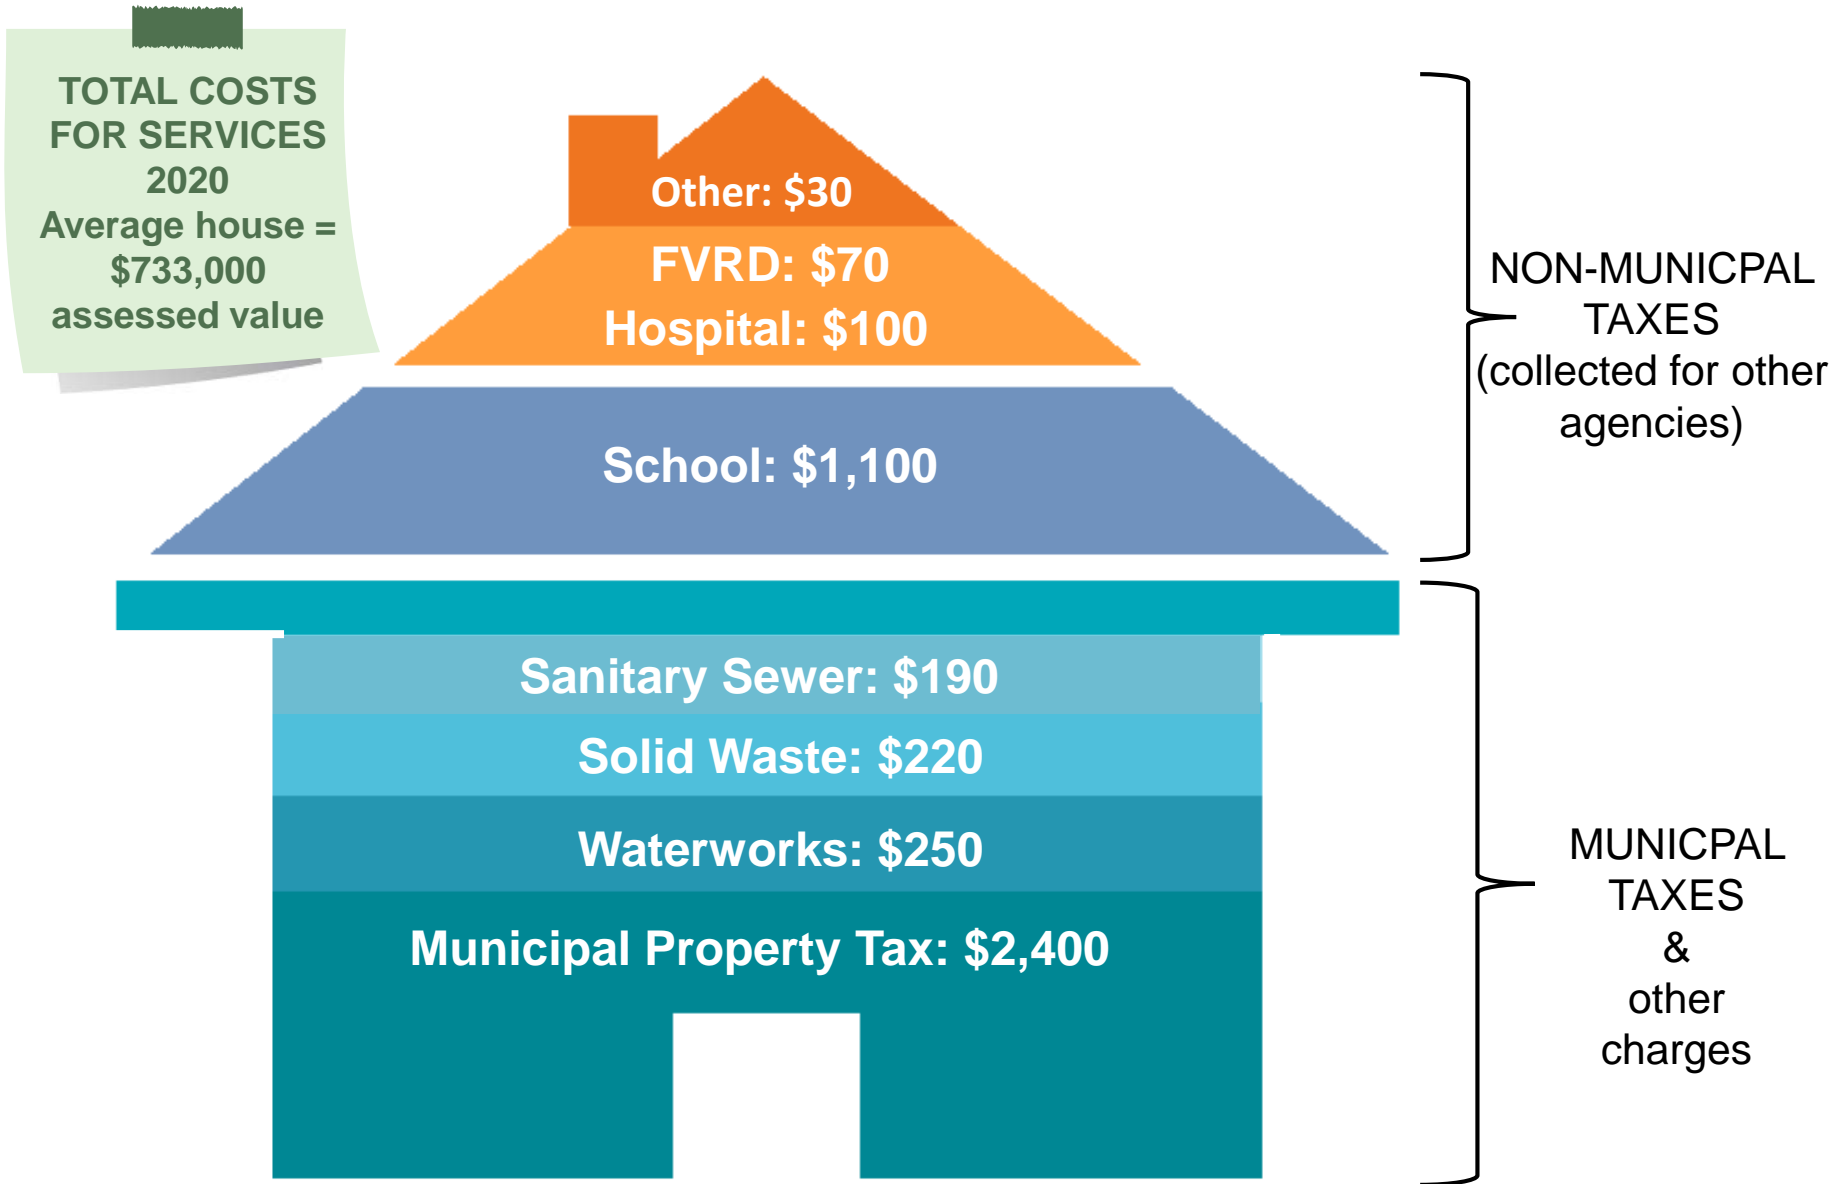 TOTAL COSTS
FOR SERVICES
2020
Average house =
$733,000
assessed value
Other: $30
FVRD: $70
Hospital: $100
School: $1,100
NON-MUNICPAL
TAXES
(collected for other
agencies)
Sanitary Sewer: $190
Solid Waste: $220
Waterworks: $250
Municipal Property Tax: $2,400
MUNICPAL
TAXES
&
other
charges